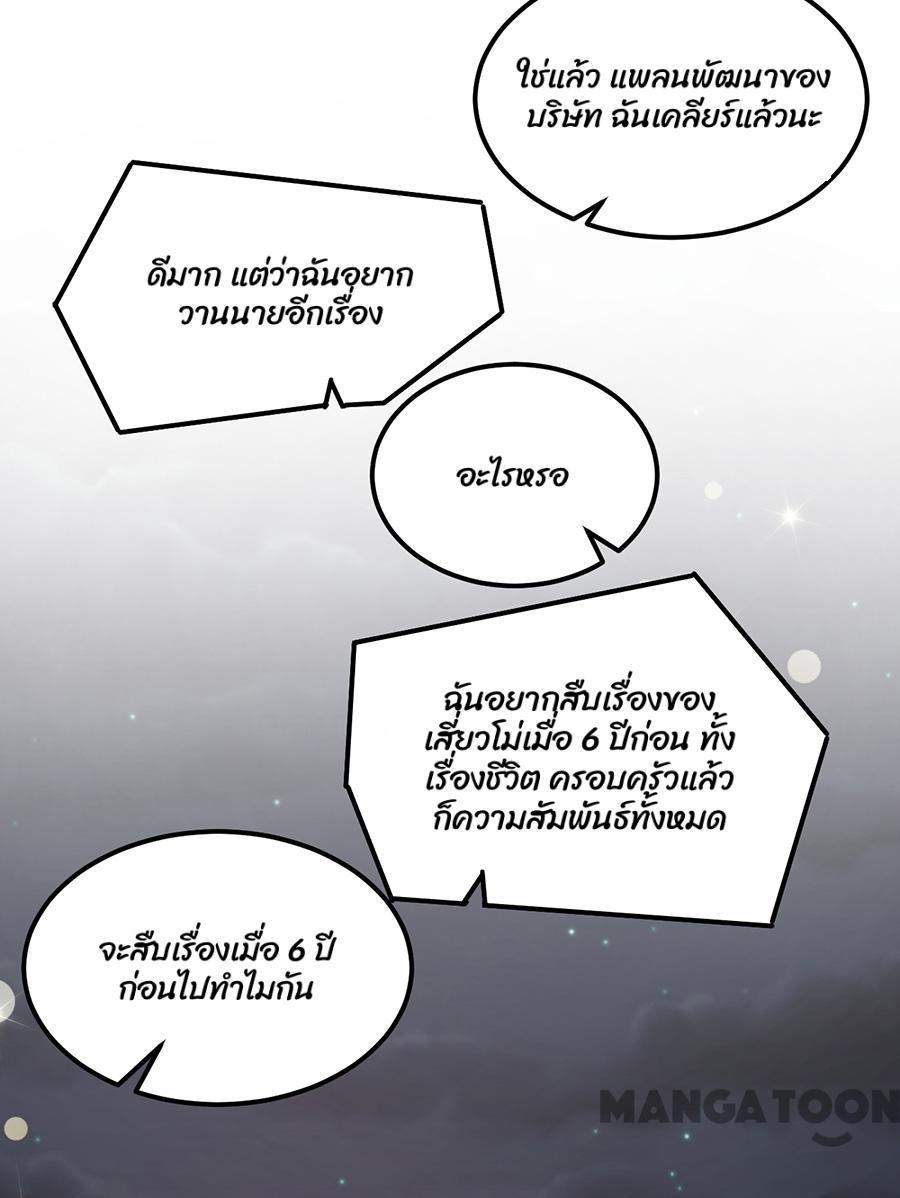 ใช่แล้ว แพลนพัฒนาของ
บริษัท ฉันเคลียร์แล้วนะ
ดีมาก แต่ว่าฉันอยาก
วานนายอีกเรื่อง
อะไรหรอ
ฉันอยากสืบเรื่องของ
เสี่ยวโม่เมื่อ 6 ปีก่อน ทั้ง
เรื่องชีวิต ครอบครัวแล้ว
ก็ความสัมพันธ์ทั้งหมด
จะสืบเรื่องเมื่อ 6 ปี
ก่อนไปทำไมกัน
MANGATOON